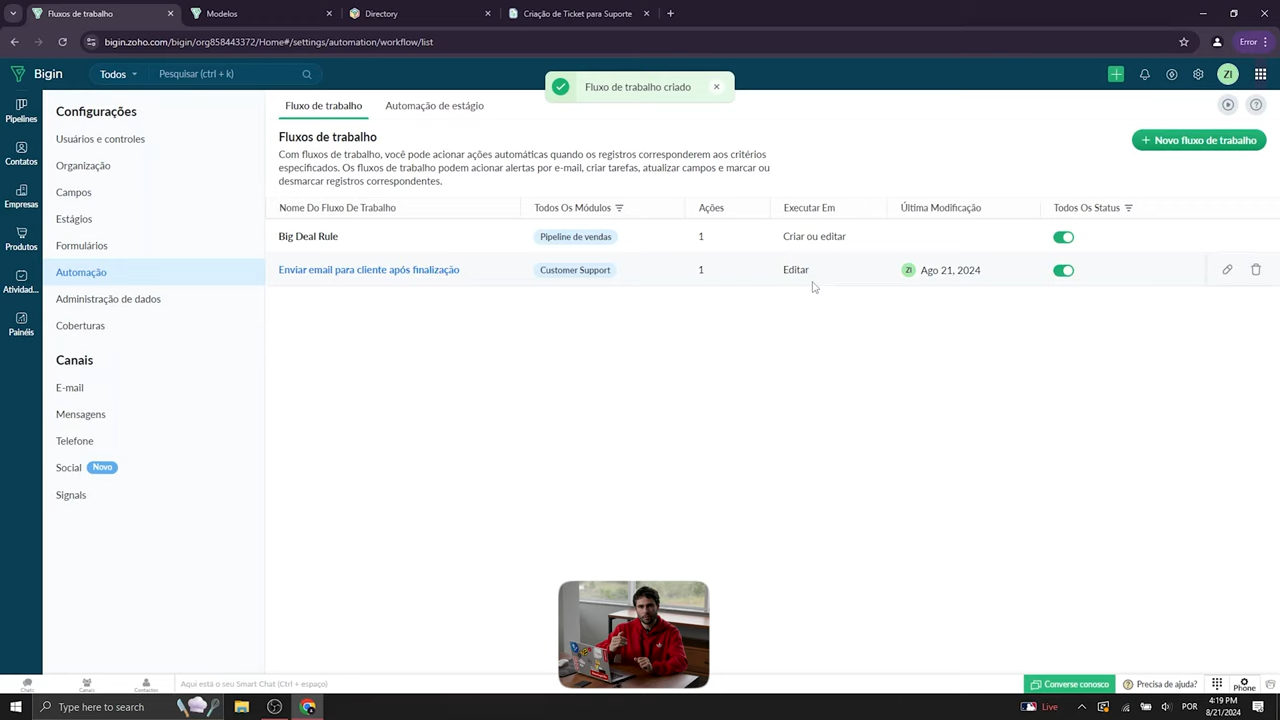 Fluxos de trabalho
Modelos
Directory
Criação de Ticket para Suporte
bigin.zoho.com/bigin/org858443372/Home#/settings/automation/workflow/list
Error
Bigin
Todos
Pesquisar (ctrl + k)
ZI
Fluxo de trabalho criado
Pipelines
Contatos
Empresas
Produtos
Ativida...
Painéis
Configurações
Usuários e controles
Organização
Campos
Estágios
Formulários
Automação
Administração de dados
Coberturas
Canais
E-mail
Mensagens
Telefone
Social Novo
Signals
Fluxo de trabalho Automação de estágio
Fluxos de trabalho
Com fluxos de trabalho, você pode acionar ações automáticas quando os registros corresponderem aos critérios
especificados. Os fluxos de trabalho podem acionar alertas por e-mail, criar tarefas, atualizar campos e marcar ou
desmarcar registros correspondentes.
+ Novo fluxo de trabalho
Nome Do Fluxo De Trabalho Todos Os Módulos Ações Executar Em Última Modificação Todos Os Status
Big Deal Rule Pipeline de vendas 1 Criar ou editar
Enviar email para cliente após finalização Customer Support 1 Editar ZI Ago 21, 2024
Chats Canais Contactos Aqui está o seu Smart Chat (Ctrl + espaço)
Converse conosco Precisa de ajuda? Phone
Type here to search
Live POR 4:19 PM
8/21/2024